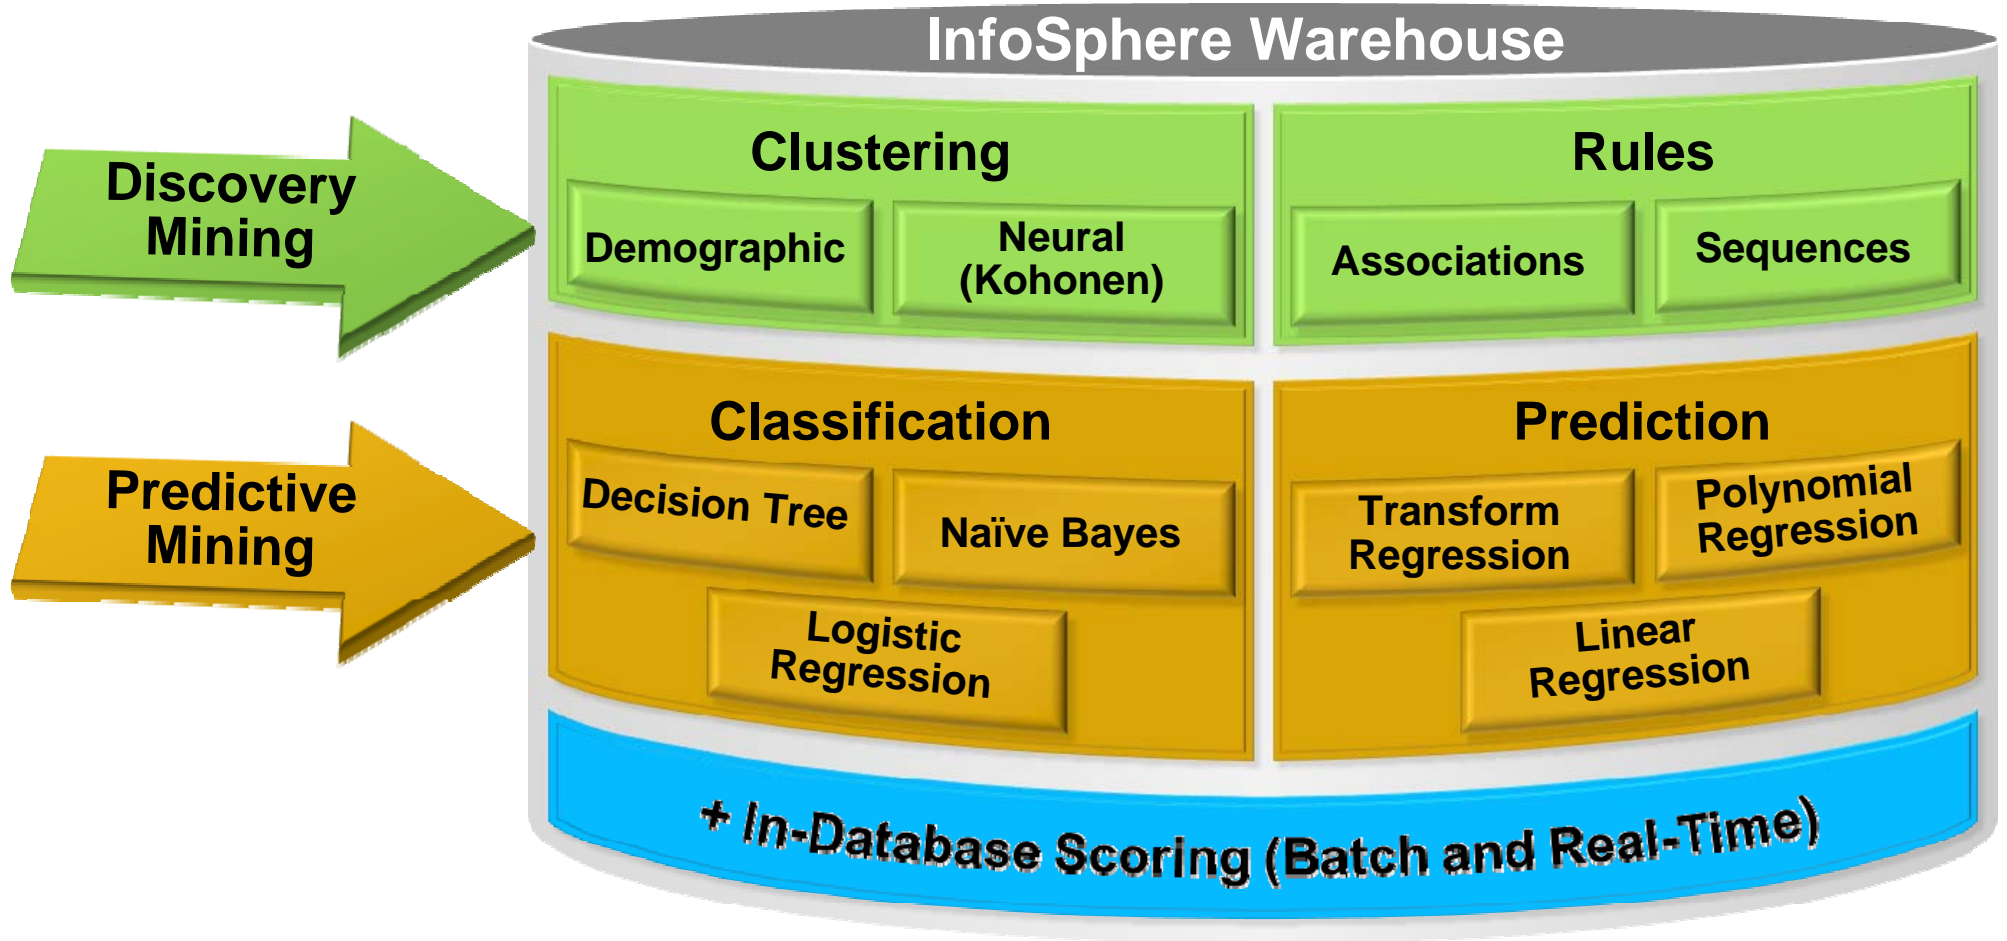 InfoSphere Warehouse
Discovery
Mining
Clustering
Demographic
Neural
(Kohonen)
Rules
Associations
Sequences
Predictive
Mining
Classification
Decision Tree
Naïve Bayes
Logistic
Regression
Prediction
Transform
Regression
Polynomial
Regression
Linear
Regression
+ In-Database Scoring (Batch and Real-Time)